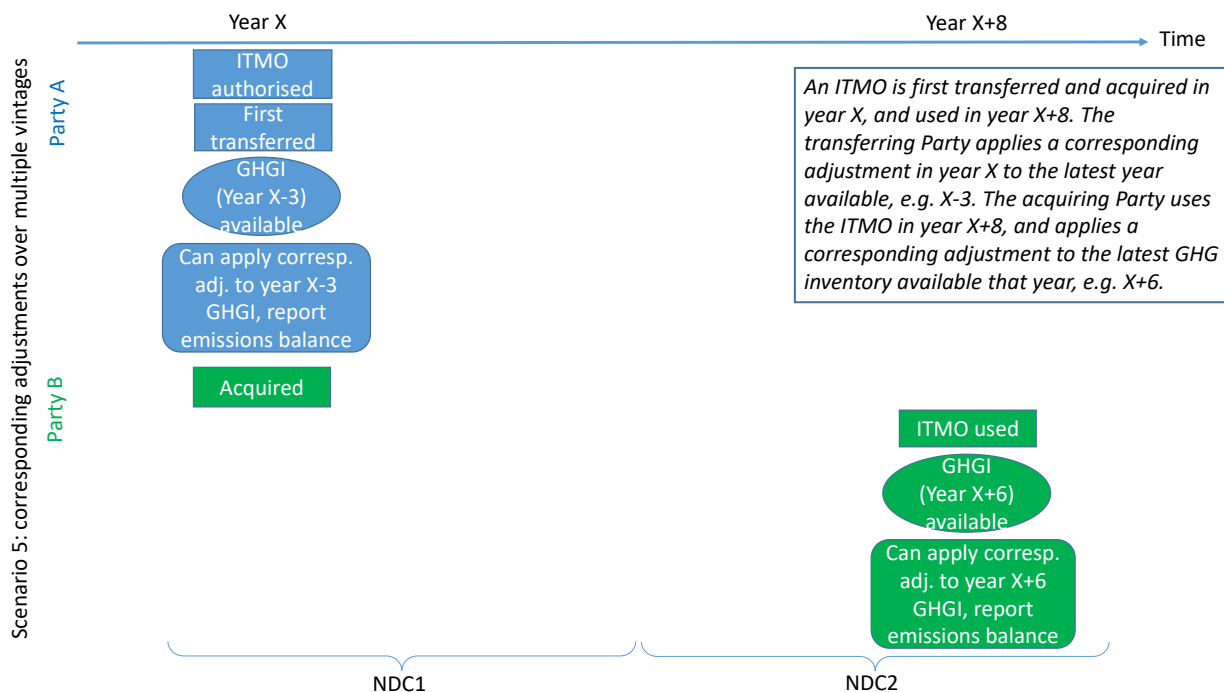 Year X
Year X+8
Time
Scenario 5: corresponding adjustments over multiple vintages
Party A
ITMO
authorised
First
transferred
GHGI
(Year X-3)
available
Can apply corresp.
adj. to year X-3
GHGI, report
emissions balance
An ITMO is first transferred and acquired in
year X, and used in year X+8. The
transferring Party applies a corresponding
adjustment in year X to the latest year
available, e.g. X-3. The acquiring Party uses
the ITMO in year X+8, and applies a
corresponding adjustment to the latest GHG
inventory available that year, e.g. X+6.
Party B
Acquired
ITMO used
GHGI
(Year X+6)
available
Can apply corresp.
adj. to year X+6
GHGI, report
emissions balance
NDC1
NDC2